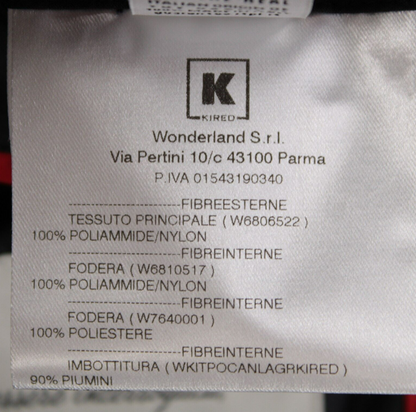 K
KIRED
Wonderland S.r.l.
Via Pertini 10/c 43100 Parma
P.IVA 01543190340
------------------------FIBREESTERNE
TESSUTO PRINCIPALE ( W6806522 )
100% POLIAMMIDE/NYLON
------------------------FIBREINTERNE
FODERA ( W6810517 )
100% POLIAMMIDE/NYLON
------------------------FIBREINTERNE
FODERA ( W7640001 )
100% POLIESTERE
------------------------FIBREINTERNE
IMBOTTITURA ( WKITPOCANLAGRKIRED )
90% PIUMINI